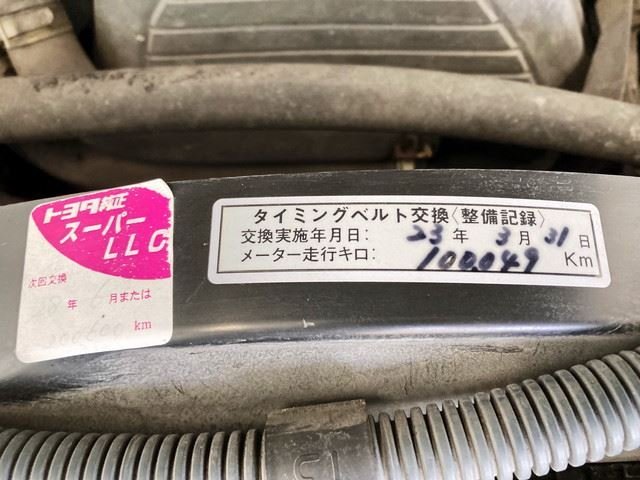 トヨタ純正
スーパー
LLC
次回交換
年 月または
km
タイミングベルト交換〈整備記録〉
交換実施年月日: 23 年 3 月 31 日
メーター走行キロ: 100,049 Km